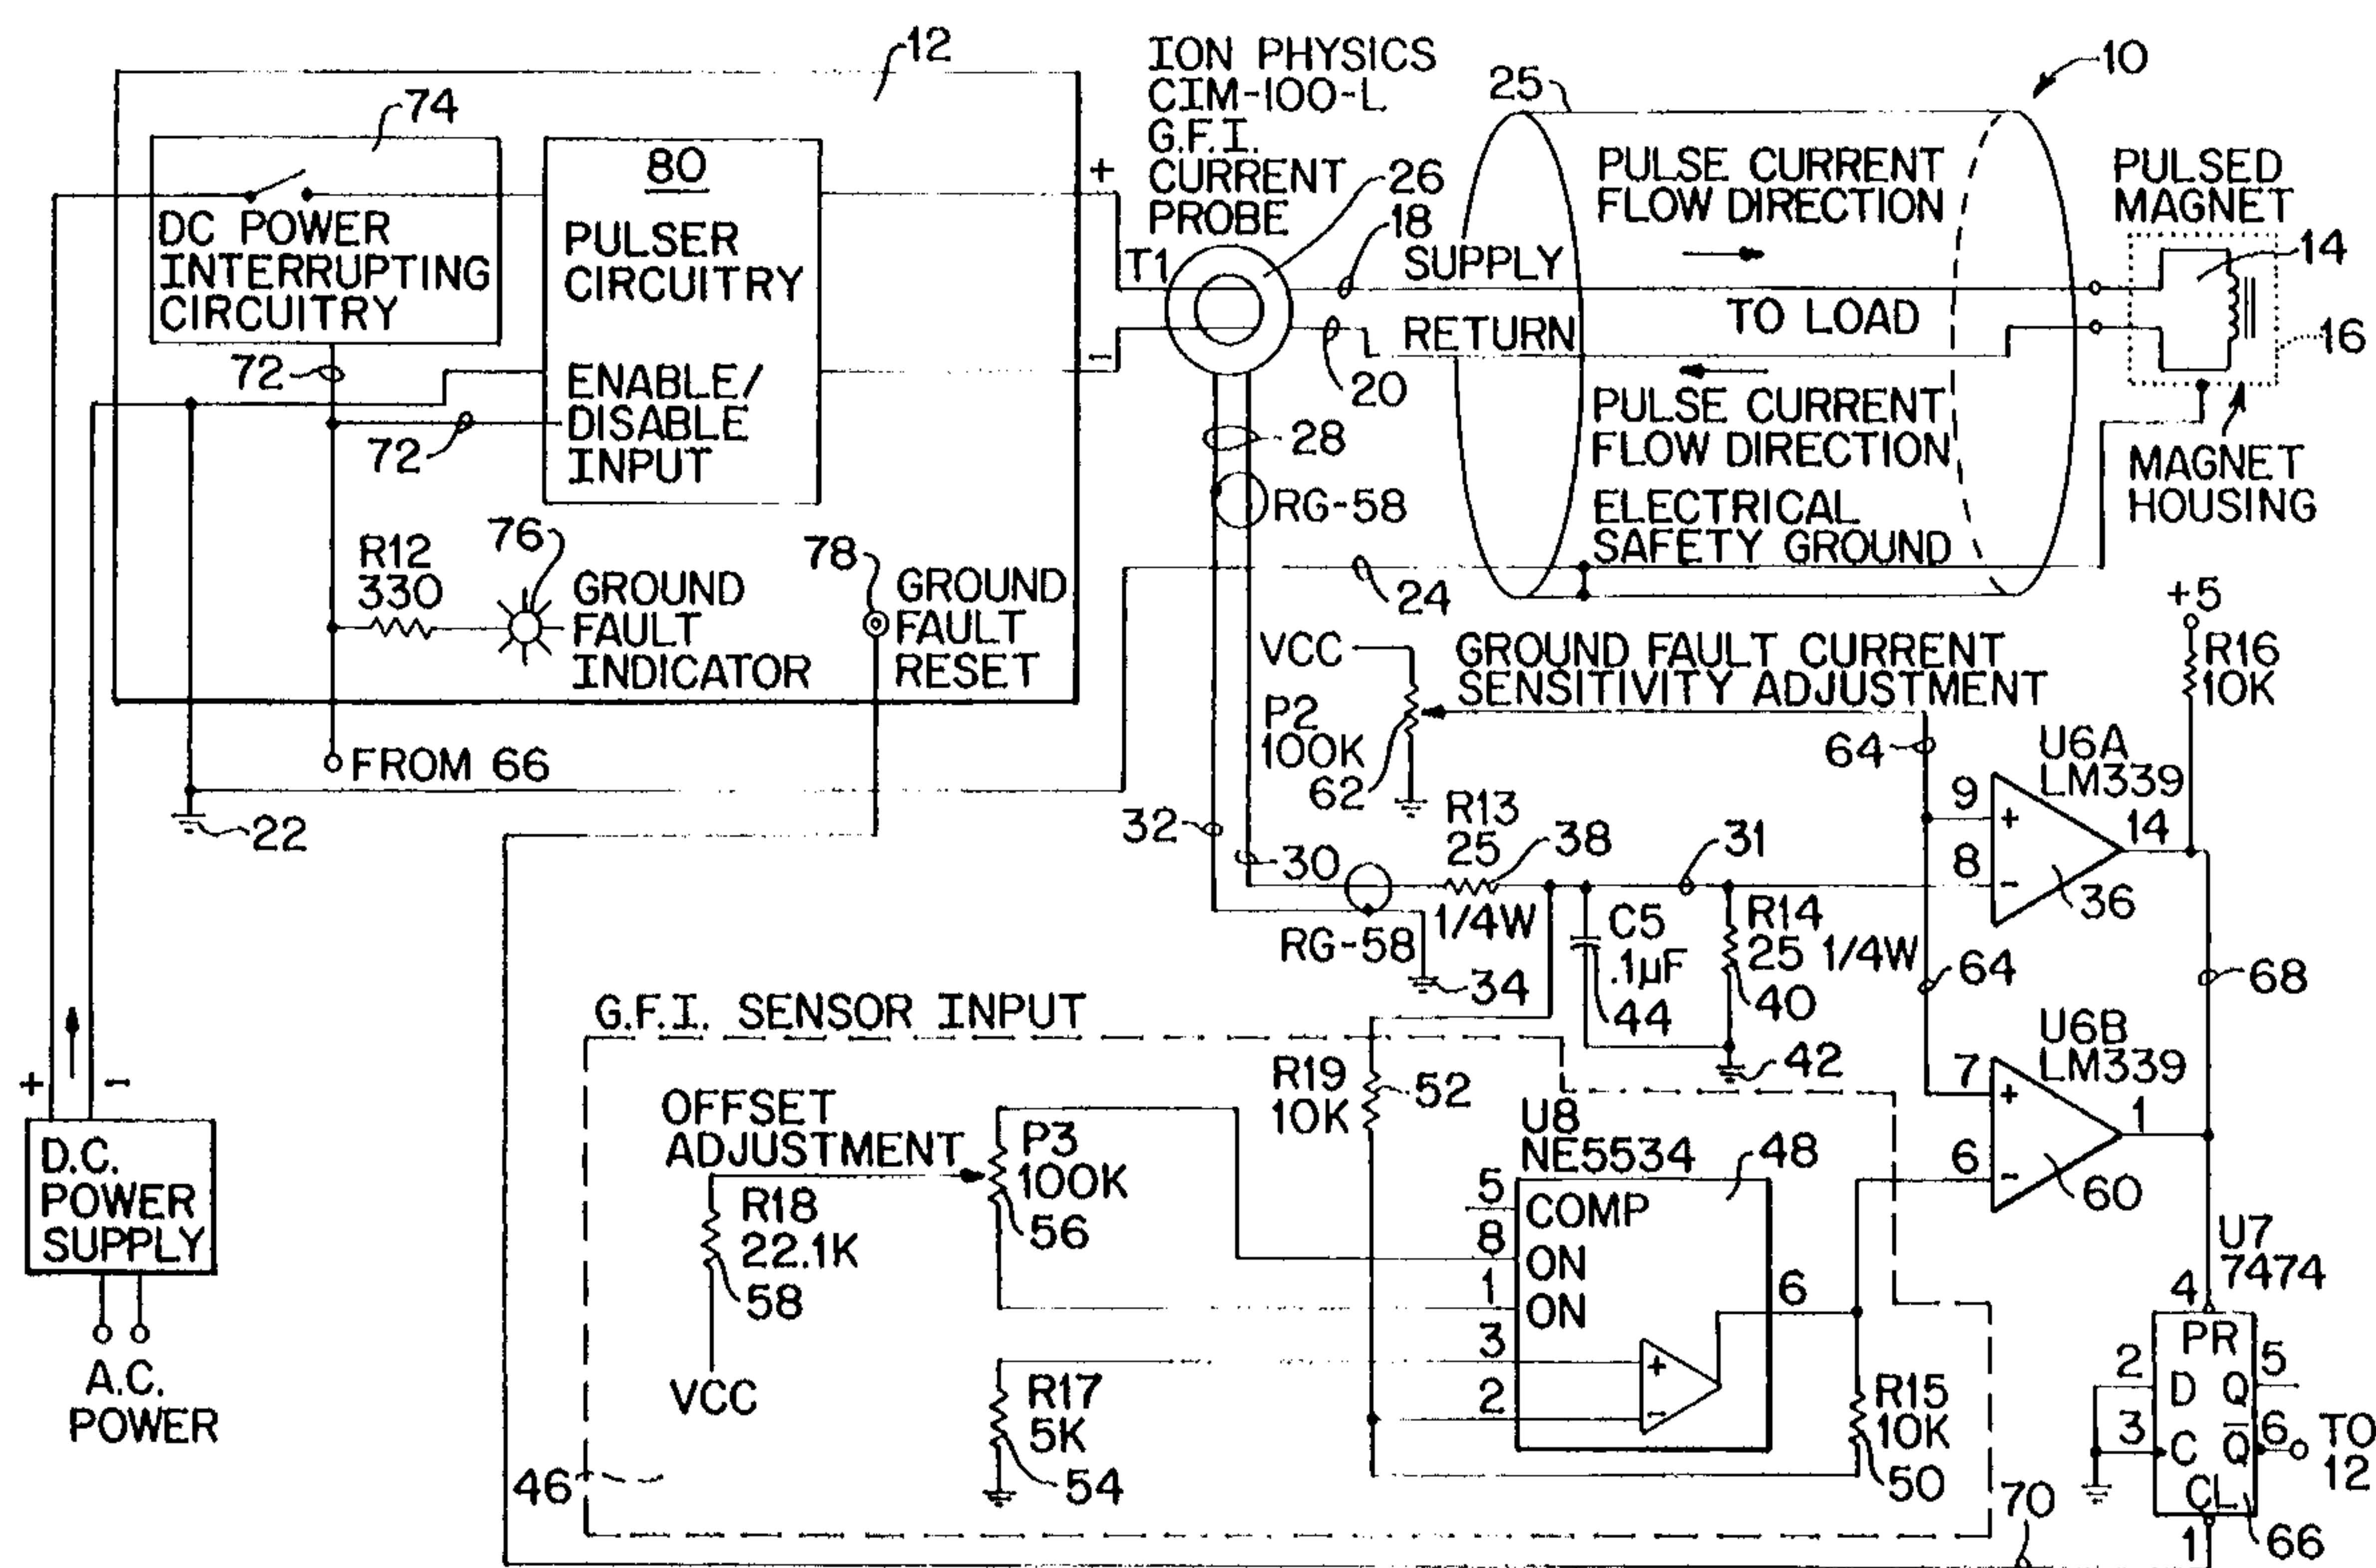 12
ION PHYSICS
CIM-100-L
G.F.I.
CURRENT
PROBE
25
10
74
80
PULSER
CIRCUITRY
DC POWER
INTERRUPTING
CIRCUITRY
+
26
18
T1
SUPPLY
PULSE CURRENT
FLOW DIRECTION
PULSED
MAGNET
14
TO LOAD
RETURN
16
-
20
72
ENABLE/
DISABLE
INPUT
72
28
RG-58
PULSE CURRENT
FLOW DIRECTION
MAGNET
HOUSING
ELECTRICAL
SAFETY GROUND
76
R12
330
GROUND
FAULT
INDICATOR
78
GROUND
FAULT
RESET
24
+5
R16
10K
VCC
GROUND FAULT CURRENT
SENSITIVITY ADJUSTMENT
P2
100K
62
64
U6A
LM339
9
+
14
8
-
36
FROM 66
22
32
30
R13
25
38
1/4W
31
RG-58
34
C5
.1µF
44
R14
25 1/4W
40
42
64
68
G.F.I. SENSOR INPUT
U6B
LM339
7
+
1
6
-
60
+
-
D.C.
POWER
SUPPLY
A.C.
POWER
OFFSET
ADJUSTMENT
P3
100K
56
R18
22.1K
58
VCC
R19
10K
52
U8
NE5534
48
5
COMP
8
ON
1
ON
6
3
+
2
-
R17
5K
54
R15
10K
50
46
U7
7474
4
PR
2
D
Q
5
3
C
Q̅
6
TO
12
CL
1
66
70